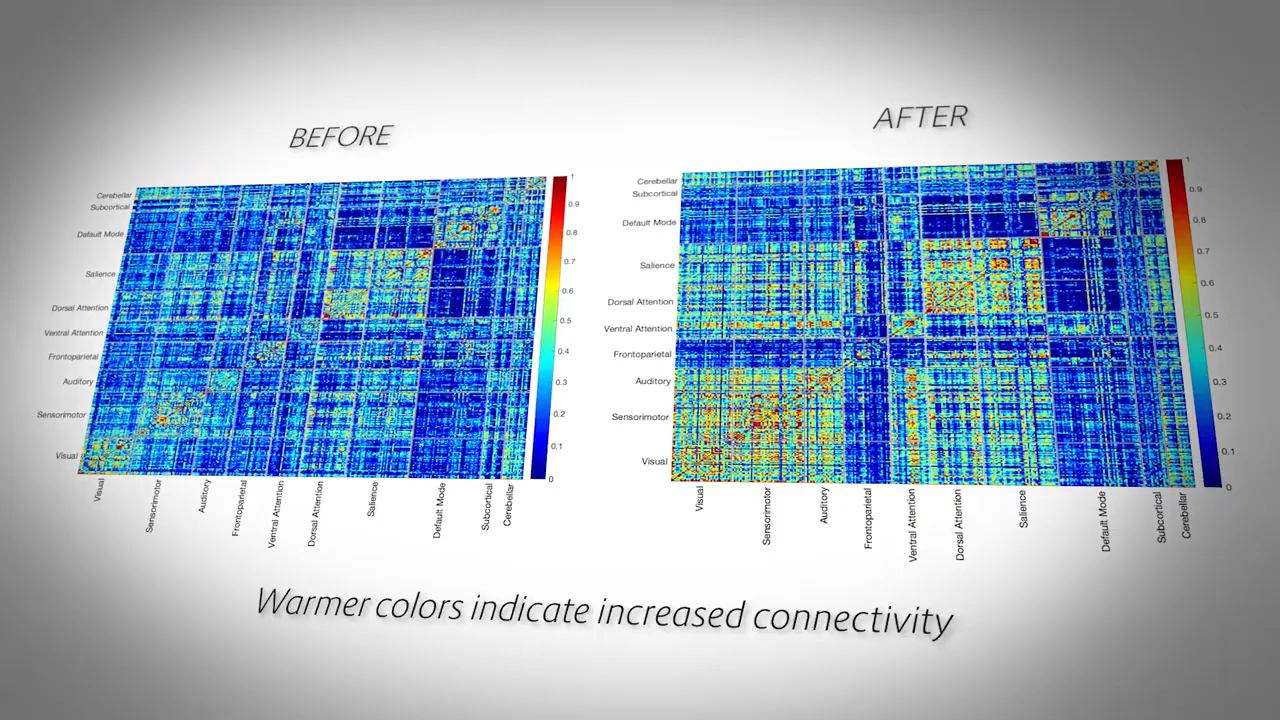 BEFORE
AFTER
Cerebellar
Subcortical
Default Mode
Salience
Dorsal Attention
Ventral Attention
Frontoparietal
Auditory
Sensorimotor
Visual
1
0.9
0.8
0.7
0.6
0.5
0.4
0.3
0.2
0.1
0
Visual
Sensorimotor
Auditory
Frontoparietal
Ventral Attention
Dorsal Attention
Salience
Default Mode
Subcortical
Cerebellar
Cerebellar
Subcortical
Default Mode
Salience
Dorsal Attention
Ventral Attention
Frontoparietal
Auditory
Sensorimotor
Visual
1
0.9
0.8
0.7
0.6
0.5
0.4
0.3
0.2
0.1
0
Visual
Sensorimotor
Auditory
Frontoparietal
Ventral Attention
Dorsal Attention
Salience
Default Mode
Subcortical
Cerebellar
Warmer colors indicate increased connectivity